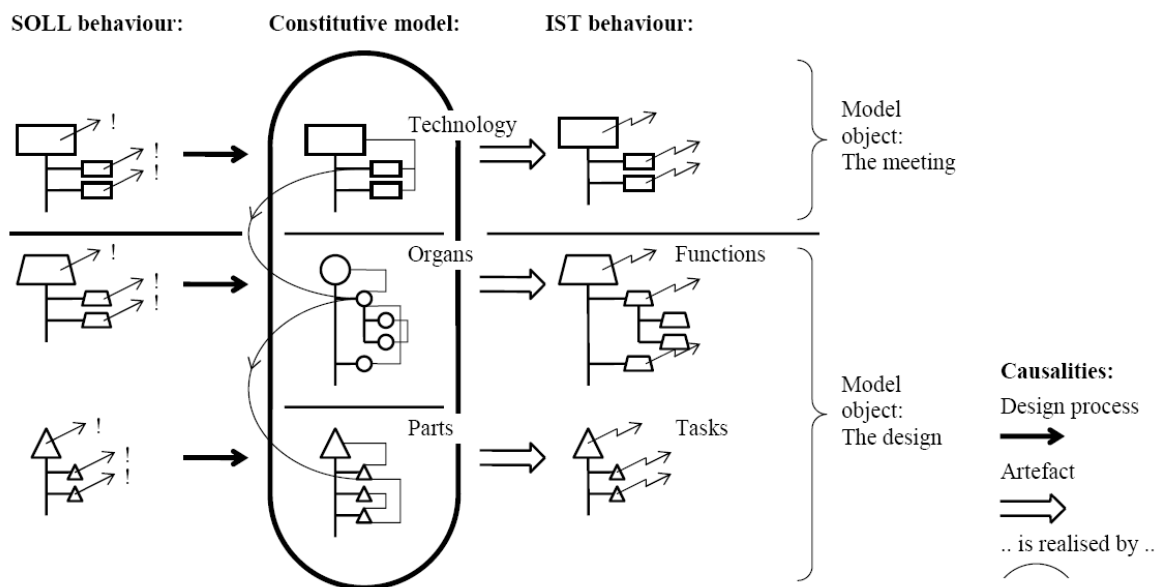 SOLL behaviour: Constitutive model: IST behaviour:
!
!
!
Technology
Model
object:
The meeting
!
!
!
Organs
Functions
Model
object:
The design
!
!
!
Parts
Tasks
Causalities:
Design process
Artefact
.. is realised by ..